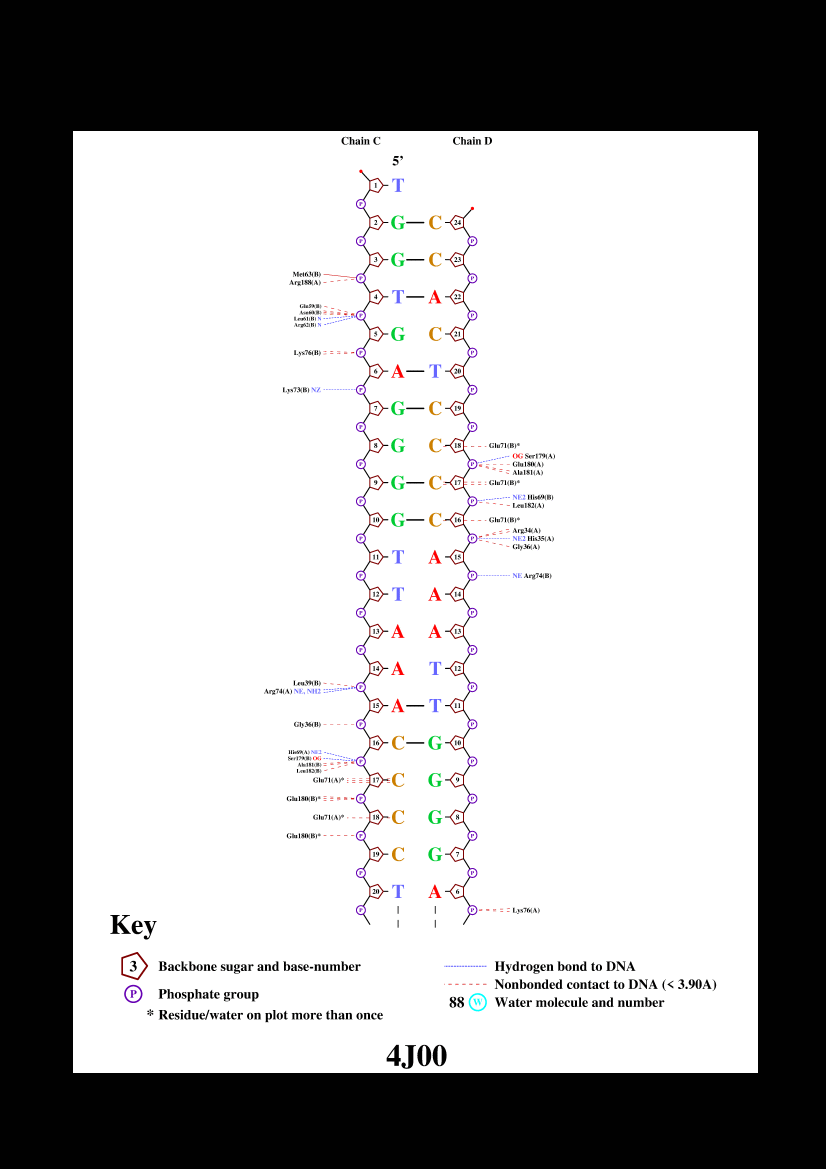 Chain C Chain D
5’
1 T
P
2 G C 24
P P
3 G C 23
Met63(B)
P P
Arg188(A)
4 T A 22
Glu59(B)
Asn60(B)
P P
Leu61(B) N
Arg62(B) N
5 G C 21
Lys76(B) P P
6 A T 20
Lys73(B) NZ P P
7 G C 19
P P
8 G C 18 Glu71(B)*
OG Ser179(A)
P P Glu180(A)
Ala181(A)
9 G C 17 Glu71(B)*
NE2 His69(B)
P P
Leu182(A)
10 G C 16 Glu71(B)*
Arg34(A)
P P NE2 His35(A)
Gly36(A)
11 T A 15
P P NE Arg74(B)
12 T A 14
P P
13 A A 13
P P
14 A T 12
Leu39(B)
P P
Arg74(A) NE, NH2
15 A T 11
Gly36(B) P P
16 C G 10
His69(A) NE2
Ser179(B) OG
P P
Ala181(B)
Leu182(B)
Glu71(A)* 17 C G 9
Glu180(B)* P P
Glu71(A)* 18 C G 8
Glu180(B)* P P
19 C G 7
P P
20 T A 6
P P Lys76(A)
Key
3 Backbone sugar and base-number
P Phosphate group
* Residue/water on plot more than once
Hydrogen bond to DNA
Nonbonded contact to DNA (< 3.90A)
88 W Water molecule and number
4J00